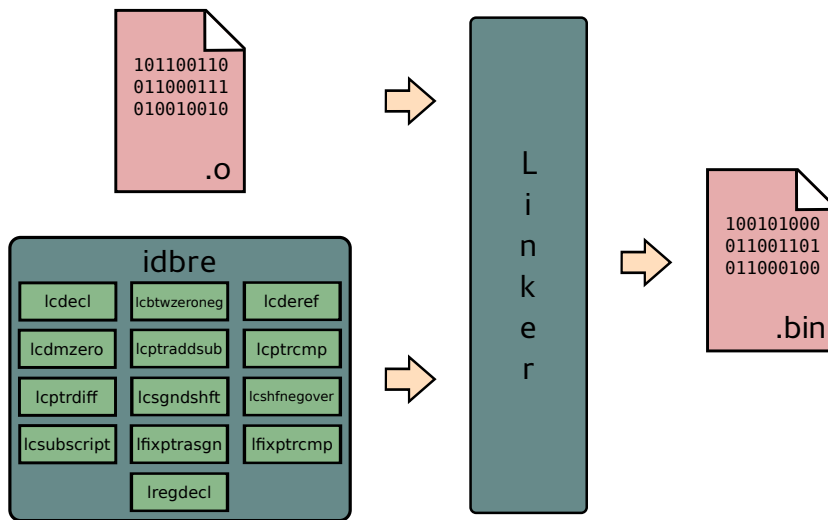 101100110
011000111
010010010
.o
idbre
lcdecl
lcbtwzeroneg
lcderef
lcdmzero
lcptraddsub
lcptrcmp
lcptrdiff
lcsgndshft
lcshfnegover
lcsubscript
lfixptrasgn
lfixptrcmp
lregdecl
L
i
n
k
e
r
100101000
011001101
011000100
.bin